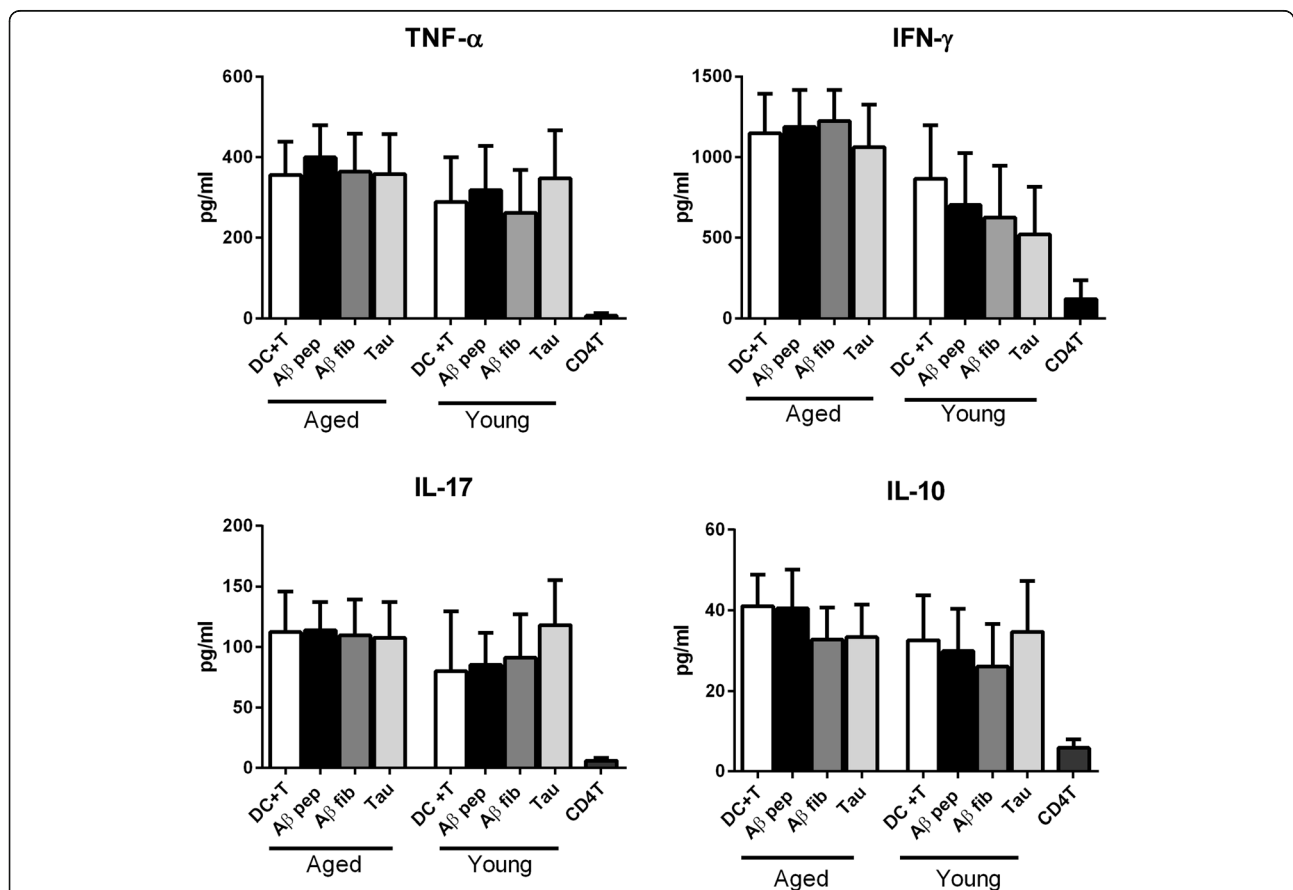 TNF-α
600
400
200
0
pg/ml
DC+T
Aβ pep
Aβ fib
Tau
DC +T
Aβ pep
Aβ fib
Tau
CD4T
Aged
Young
IFN-γ
1500
1000
500
0
pg/ml
DC+T
Aβ pep
Aβ fib
Tau
DC +T
Aβ pep
Aβ fib
Tau
CD4T
Aged
Young
IL-17
200
150
100
50
0
pg/ml
DC+T
Aβ pep
Aβ fib
Tau
DC +T
Aβ pep
Aβ fib
Tau
CD4T
Aged
Young
IL-10
60
40
20
0
pg/ml
DC+T
Aβ pep
Aβ fib
Tau
DC +T
Aβ pep
Aβ fib
Tau
CD4T
Aged
Young